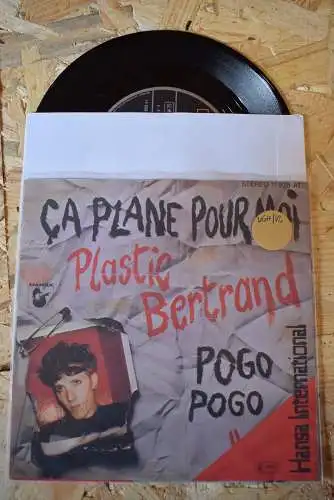 ÇA PLANE POUR MOI
Plastic
Bertrand
POGO
POGO
Hansa International